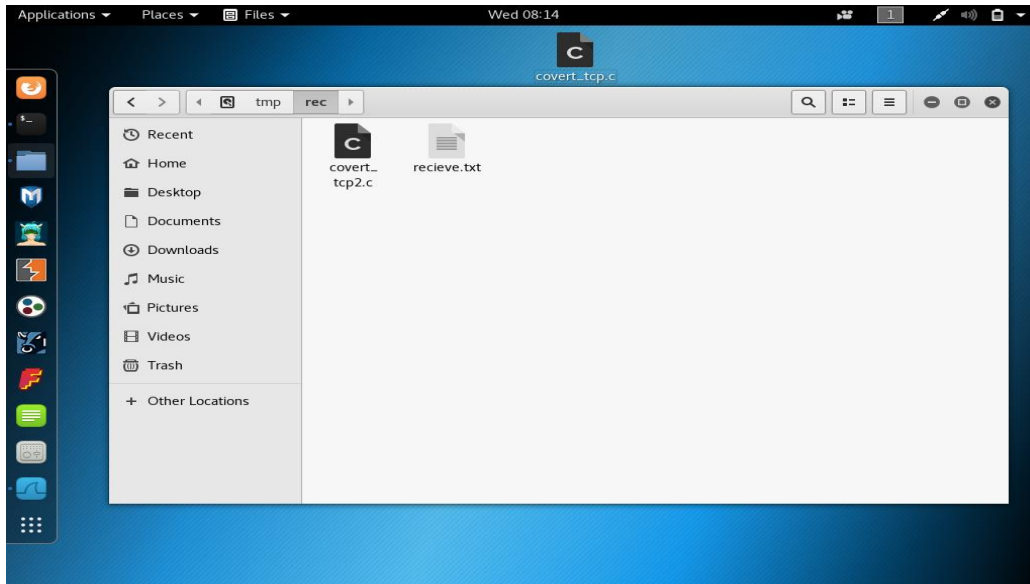 Applications Places Files Wed 08:14 1
covert_tcp.c
tmp rec
Recent
Home
Desktop
Documents
Downloads
Music
Pictures
Videos
Trash
+ Other Locations
covert_
tcp2.c
recieve.txt